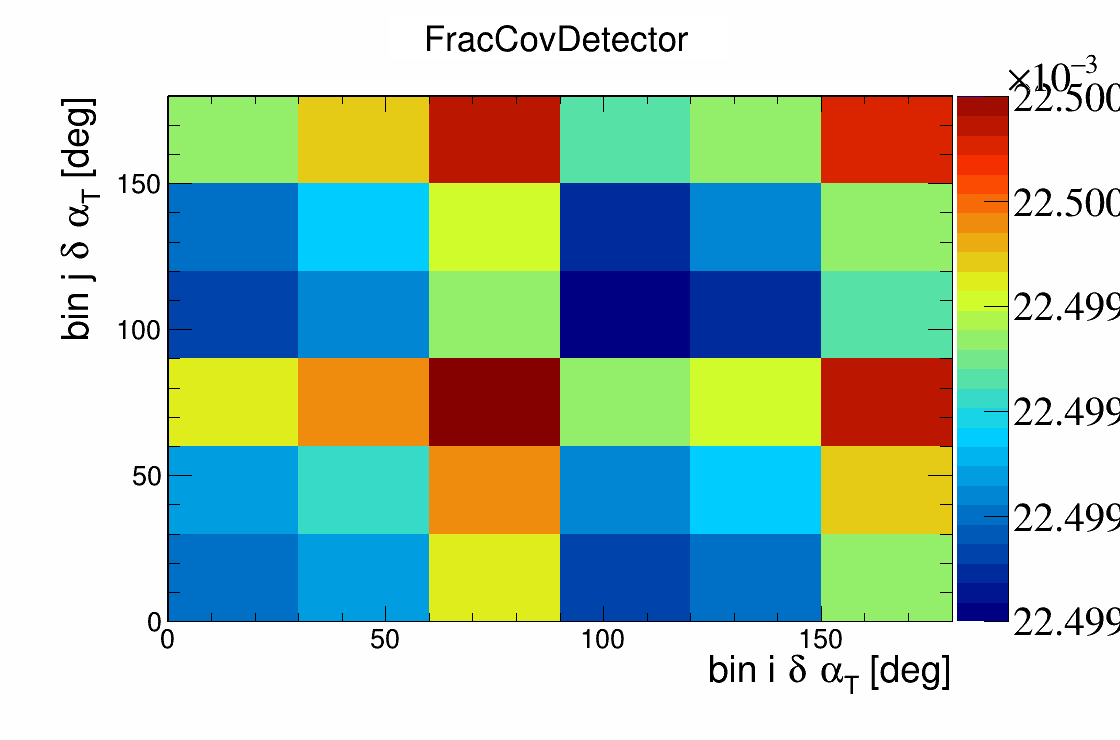 FracCovDetector
×10⁻³
bin j δ α_T [deg]
150
100
50
0
0 50 100 150
bin i δ α_T [deg]
22.500
22.500
22.499
22.499
22.499
22.499